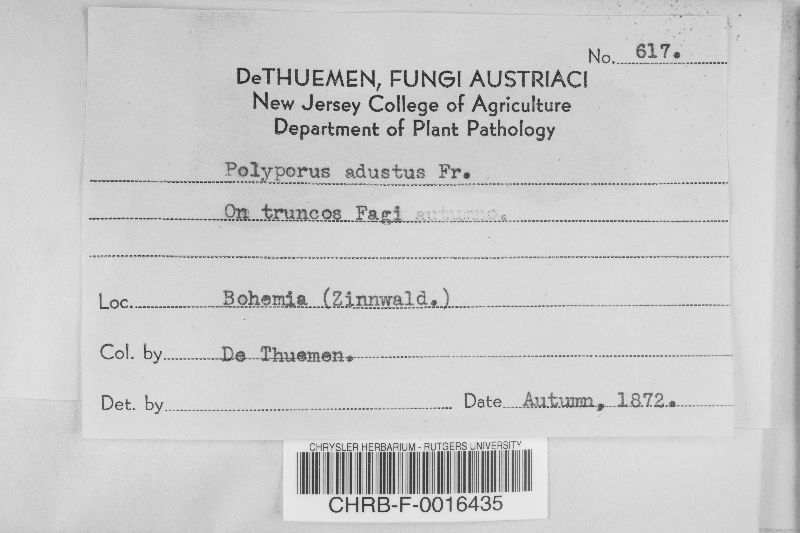 No. 617.
DeTHUEMEN, FUNGI AUSTRIACI
New Jersey College of Agriculture
Department of Plant Pathology
Polyporus adustus Fr.
On truncos Fagi autumno.
Loc. Bohemia (Zinnwald.)
Col. by De Thuemen.
Det. by
Date Autumn, 1872.
CHRYSLER HERBARIUM - RUTGERS UNIVERSITY
CHRB-F-0016435